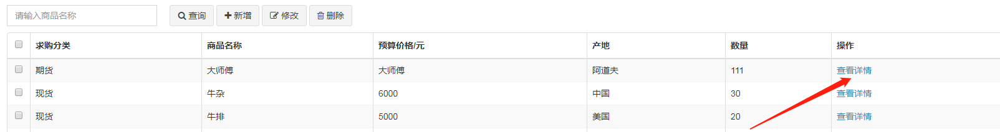 请输入商品名称 查询 新增 修改 删除
求购分类 商品名称 预算价格/元 产地 数量 操作
期货 大师傅 大师傅 阿道夫 111 查看详情
现货 牛杂 6000 中国 30 查看详情
现货 牛排 5000 美国 20 查看详情